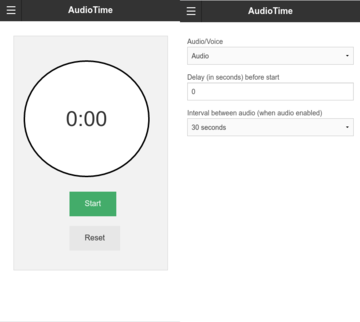 AudioTime
0:00
Start
Reset
AudioTime
Audio/Voice
Audio
Delay (in seconds) before start
0
Interval between audio (when audio enabled)
30 seconds